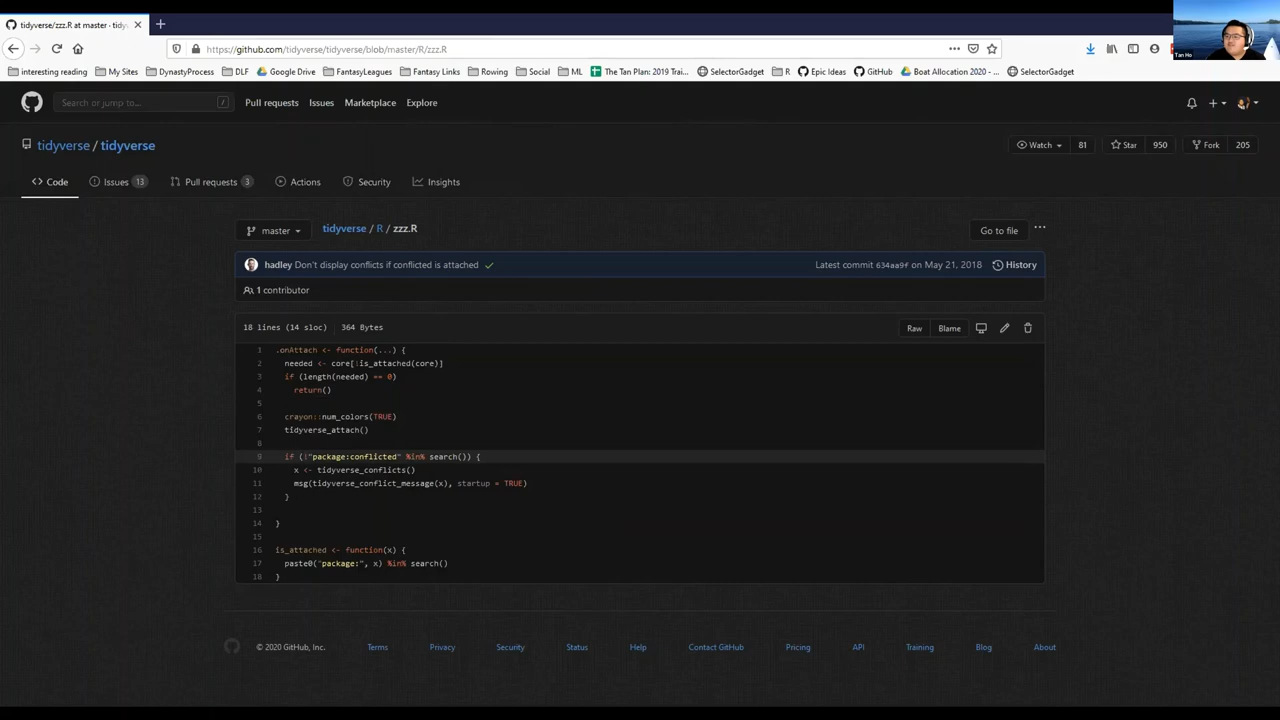 tidyverse/zzz.R at master · tidyv
https://github.com/tidyverse/tidyverse/blob/master/R/zzz.R
interesting reading My Sites DynastyProcess DLF Google Drive FantasyLeagues Fantasy Links Rowing Social ML The Tan Plan: 2019 Trai... SelectorGadget R Epic Ideas GitHub Boat Allocation 2020 - ... SelectorGadget
Tan Ho
Search or jump to... /
Pull requests Issues Marketplace Explore
tidyverse / tidyverse
Watch 81 Star 950 Fork 205
Code Issues 13 Pull requests 3 Actions Security Insights
master tidyverse / R / zzz.R Go to file
hadley Don't display conflicts if conflicted is attached Latest commit 634aa9f on May 21, 2018 History
1 contributor
18 lines (14 sloc) 364 Bytes Raw Blame
1 .onAttach <- function(...) {
2 needed <- core[!is_attached(core)]
3 if (length(needed) == 0)
4 return()
5
6 crayon::num_colors(TRUE)
7 tidyverse_attach()
8
9 if (!"package:conflicted" %in% search()) {
10 x <- tidyverse_conflicts()
11 msg(tidyverse_conflict_message(x), startup = TRUE)
12 }
13
14 }
15
16 is_attached <- function(x) {
17 paste0("package:", x) %in% search()
18 }
© 2020 GitHub, Inc. Terms Privacy Security Status Help Contact GitHub Pricing API Training Blog About